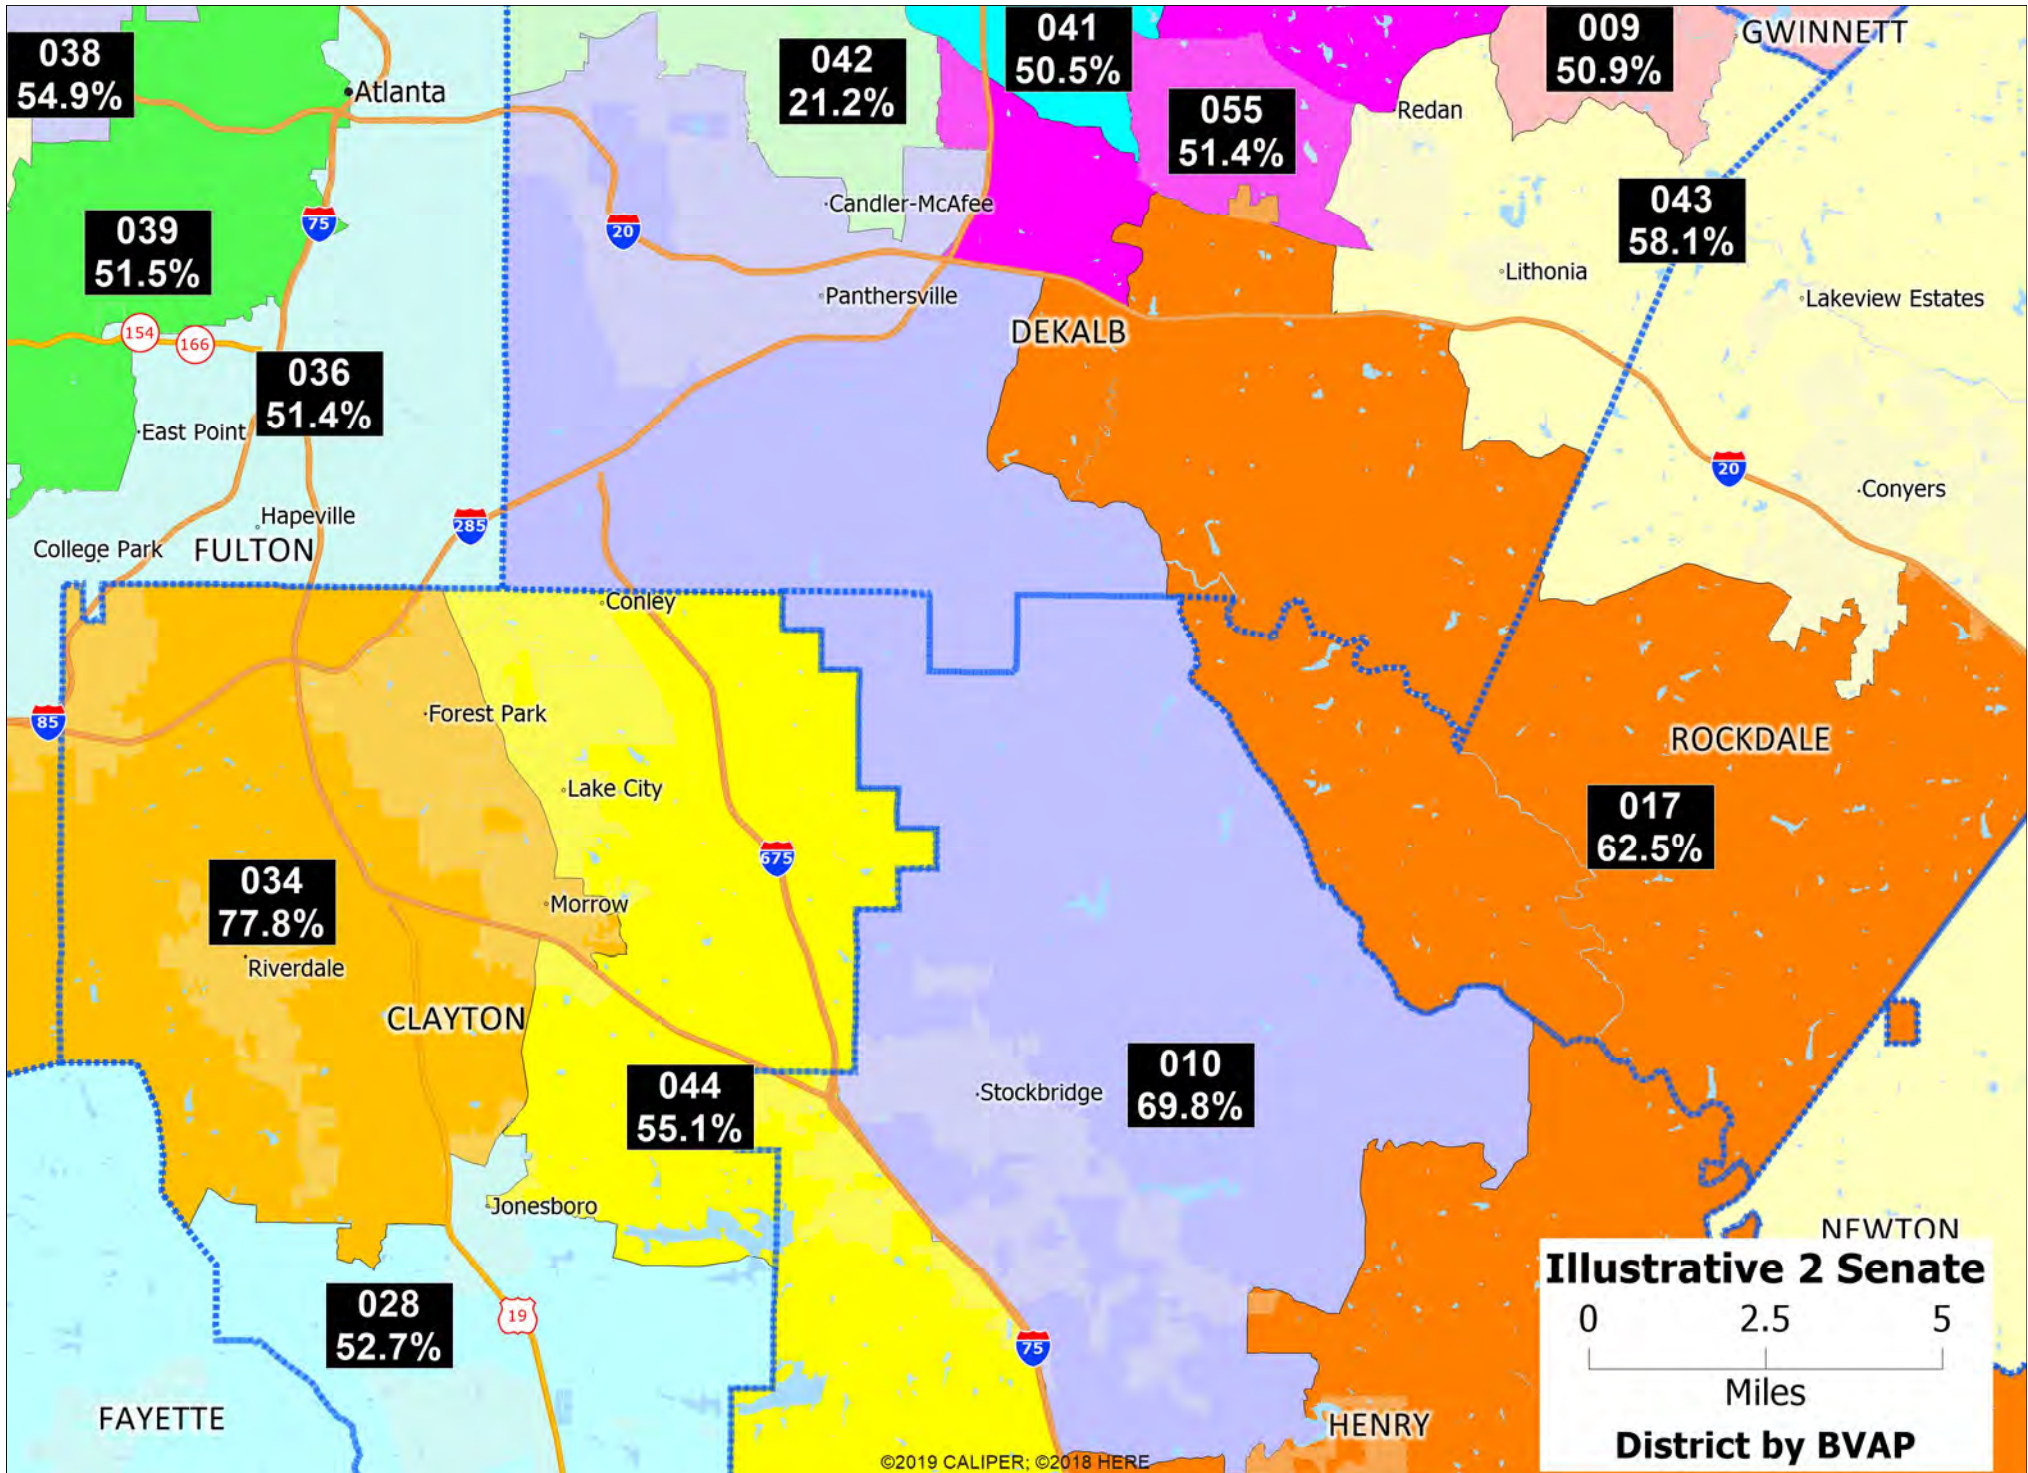 038
54.9%
Atlanta
042
21.2%
041
50.5%
009
50.9%
GWINNETT
055
51.4%
Redan
039
51.5%
75
20
Candler-McAfee
043
58.1%
Lithonia
Lakeview Estates
Panthersville
DEKALB
154
166
036
51.4%
East Point
20
Conyers
Hapeville
285
College Park
FULTON
Conley
Forest Park
85
ROCKDALE
Lake City
017
62.5%
675
034
77.8%
Morrow
Riverdale
CLAYTON
044
55.1%
Stockbridge
010
69.8%
Jonesboro
NEWTON
028
52.7%
19
75
FAYETTE
HENRY
Illustrative 2 Senate
0 2.5 5
Miles
District by BVAP
©2019 CALIPER; ©2018 HERE